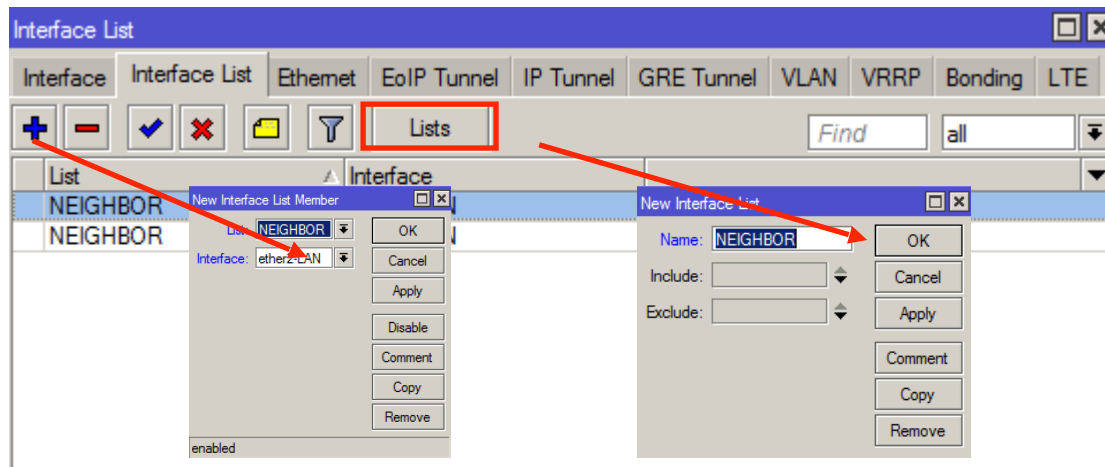 Interface List
Interface Interface List Ethernet EoIP Tunnel IP Tunnel GRE Tunnel VLAN VRRP Bonding LTE
Lists Find all
List Interface
NEIGHBOR
NEIGHBOR
New Interface List Member
NEIGHBOR OK
Interface: ether2-LAN Cancel
Apply
Disable
Comment
Copy
Remove
enabled
New Interface List
Name: NEIGHBOR OK
Include: Cancel
Exclude: Apply
Comment
Copy
Remove